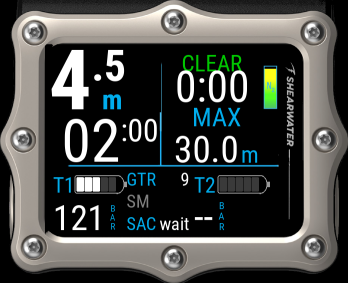 4.5 m
CLEAR
0:00
N₂
02:00
MAX
30.0m
T1 GTR 9 T2
SM
121 BAR SAC wait -- BAR
SHEARWATER